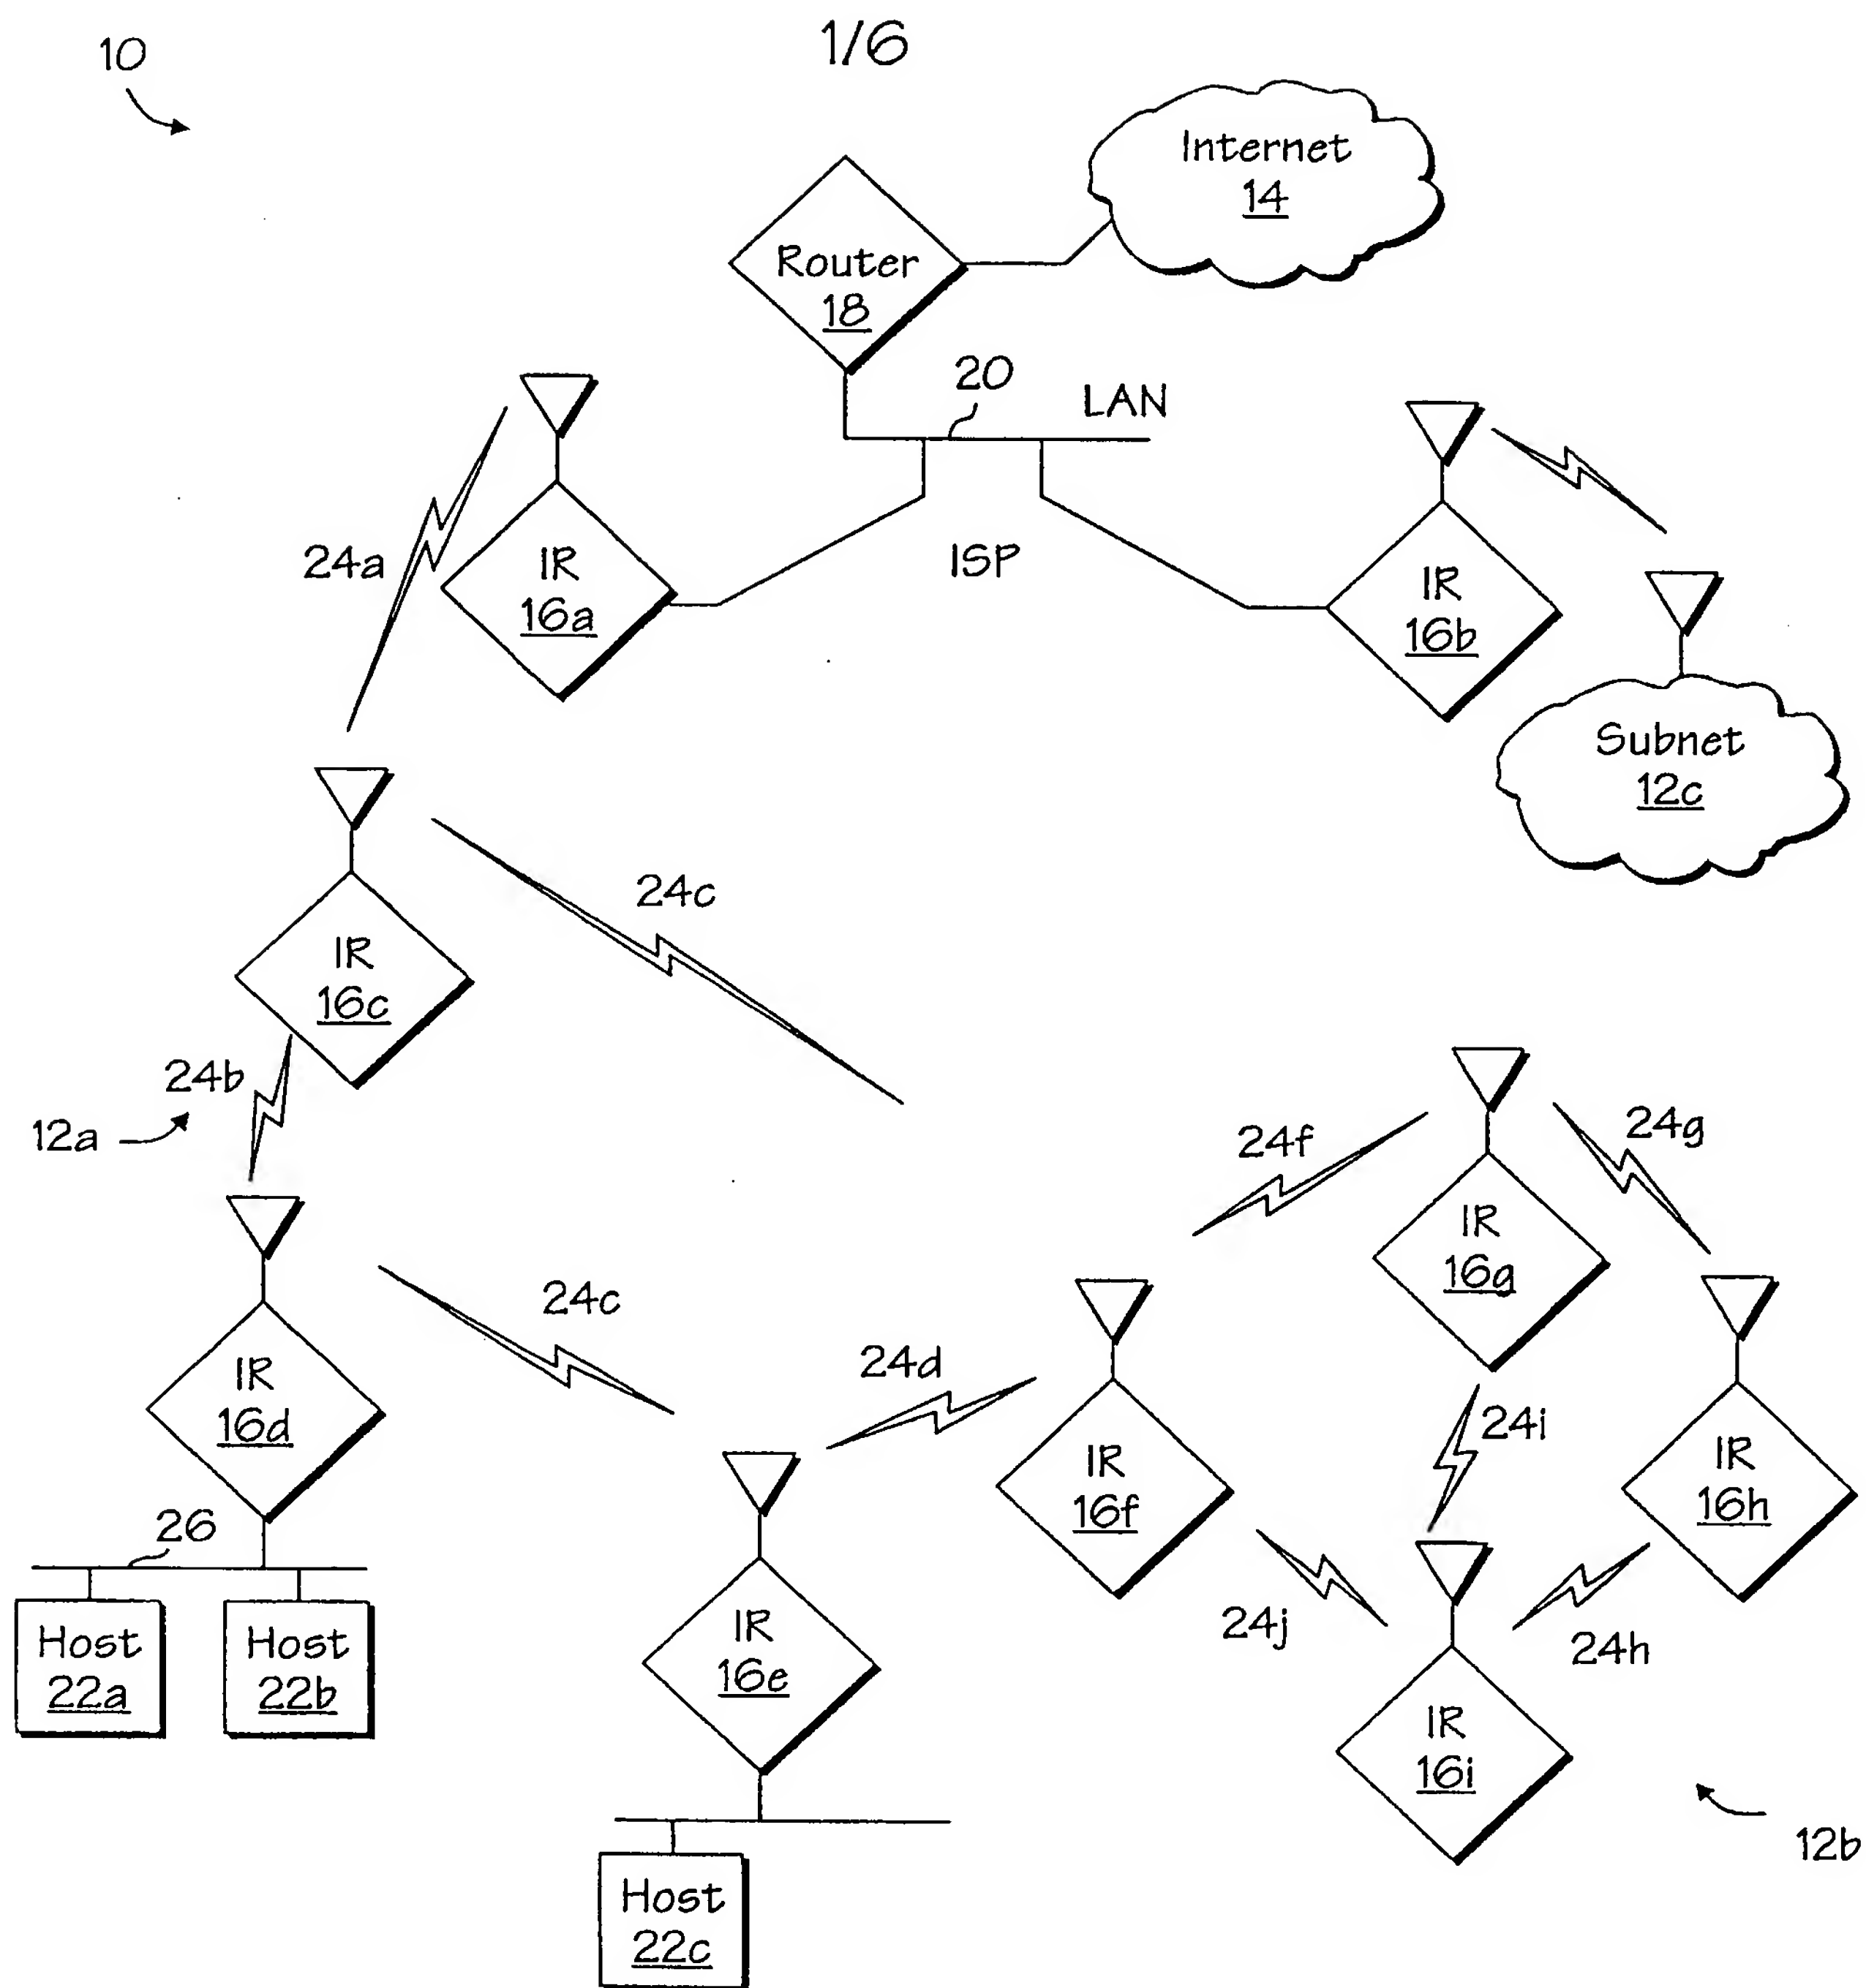 1/6
10
Internet
14
Router
18
20
LAN
24a
IR
16a
ISP
IR
16b
Subnet
12c
24c
IR
16c
24b
12a
24f
24g
IR
16g
24c
IR
16d
24d
24i
IR
16f
IR
16h
26
Host
22a
Host
22b
IR
16e
24j
24h
IR
16i
12b
Host
22c